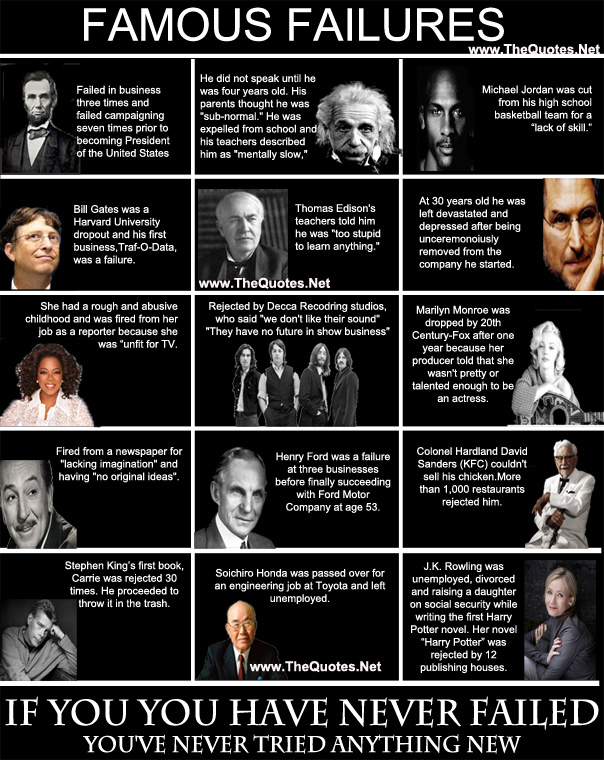 FAMOUS FAILURES
www.TheQuotes.Net
Failed in business
three times and
failed campaigning
seven times prior to
becoming President
of the United States
He did not speak until he
was four years old. His
parents thought he was
"sub-normal." He was
expelled from school and
his teachers described
him as "mentally slow,"
Michael Jordan was cut
from his high school
basketball team for a
"lack of skill."
Bill Gates was a
Harvard University
dropout and his first
business,Traf-O-Data,
was a failure.
Thomas Edison's
teachers told him
he was "too stupid
to learn anything."
www.TheQuotes.Net
At 30 years old he was
left devastated and
depressed after being
unceremonoiusly
removed from the
company he started.
She had a rough and abusive
childhood and was fired from her
job as a reporter because she
was "unfit for TV.
Rejected by Decca Recodring studios,
who said "we don't like their sound"
"They have no future in show business"
Marilyn Monroe was
dropped by 20th
Century-Fox after one
year because her
producer told that she
wasn't pretty or
talented enough to be
an actress.
Fired from a newspaper for
"lacking imagination" and
having "no original ideas".
Henry Ford was a failure
at three businesses
before finally succeeding
with Ford Motor
Company at age 53.
Colonel Hardland David
Sanders (KFC) couldn't
sell his chicken.More
than 1,000 restaurants
rejected him.
Stephen King's first book,
Carrie was rejected 30
times. He proceeded to
throw it in the trash.
Soichiro Honda was passed over for
an engineering job at Toyota and left
unemployed.
www.TheQuotes.Net
J.K. Rowling was
unemployed, divorced
and raising a daughter
on social security while
writing the first Harry
Potter novel. Her novel
"Harry Potter" was
rejected by 12
publishing houses.
IF YOU YOU HAVE NEVER FAILED
YOU'VE NEVER TRIED ANYTHING NEW